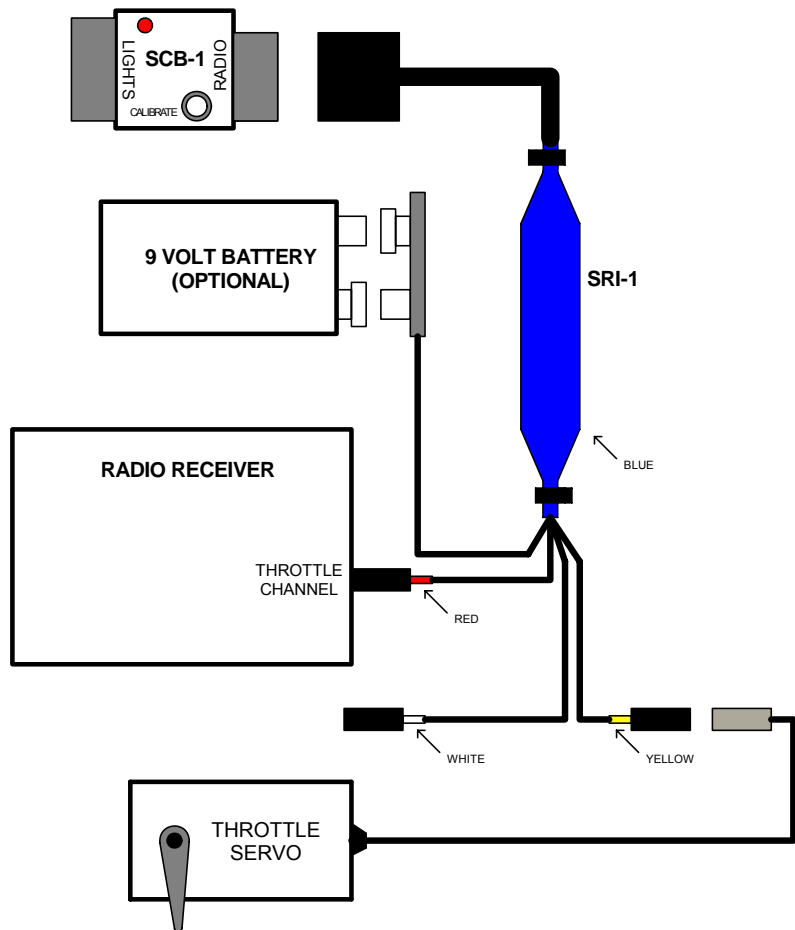 LIGHTS
SCB-1
RADIO
CALIBRATE
9 VOLT BATTERY
(OPTIONAL)
SRI-1
BLUE
RADIO RECEIVER
THROTTLE
CHANNEL
RED
WHITE
YELLOW
THROTTLE
SERVO